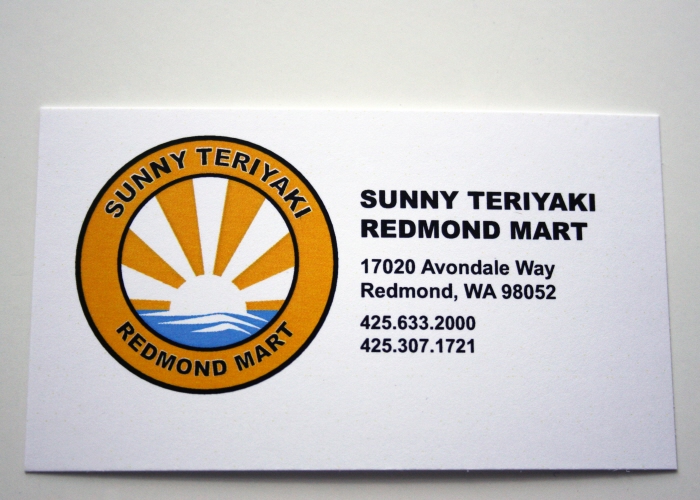 SUNNY TERIYAKI
REDMOND MART
SUNNY TERIYAKI
REDMOND MART
17020 Avondale Way
Redmond, WA 98052
425.633.2000
425.307.1721